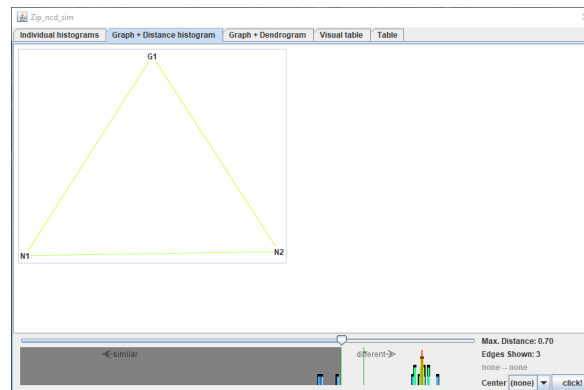 Zip_ncd_sim
Individual histograms Graph + Distance histogram Graph + Dendrogram Visual table Table
G1
N1 N2
Max. Distance: 0.70
<-similar different->
Edges Shown: 3
none -- none
Center (none) click!